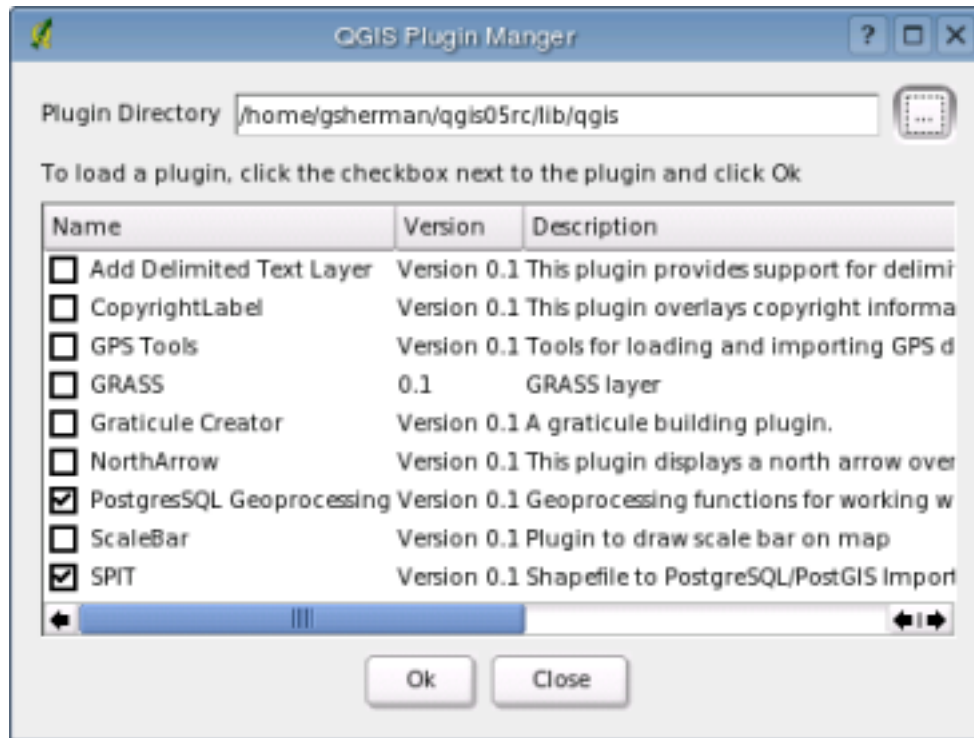 QGIS Plugin Manger
Plugin Directory /home/gsherman/qgis05rc/lib/qgis ...
To load a plugin, click the checkbox next to the plugin and click Ok
Name Version Description
Add Delimited Text Layer Version 0.1 This plugin provides support for delimi
CopyrightLabel Version 0.1 This plugin overlays copyright informa
GPS Tools Version 0.1 Tools for loading and importing GPS d
GRASS 0.1 GRASS layer
Graticule Creator Version 0.1 A graticule building plugin.
NorthArrow Version 0.1 This plugin displays a north arrow over
PostgresSQL Geoprocessing Version 0.1 Geoprocessing functions for working w
ScaleBar Version 0.1 Plugin to draw scale bar on map
SPIT Version 0.1 Shapefile to PostgreSQL/PostGIS Import
Ok Close